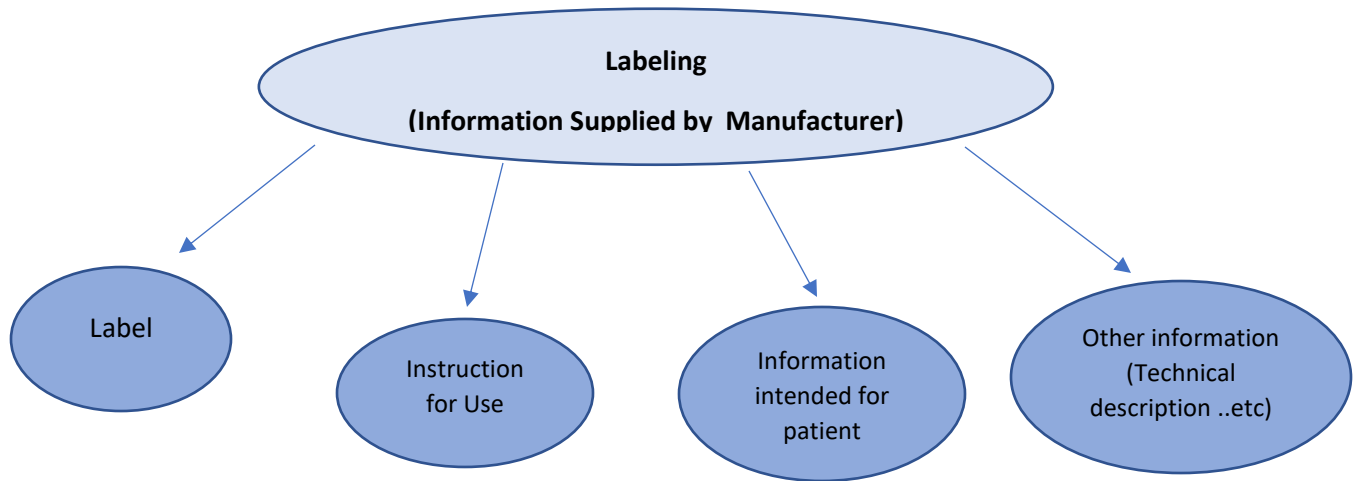 Labeling
(Information Supplied by Manufacturer)
Label
Instruction
for Use
Information
intended for
patient
Other information
(Technical
description ..etc)